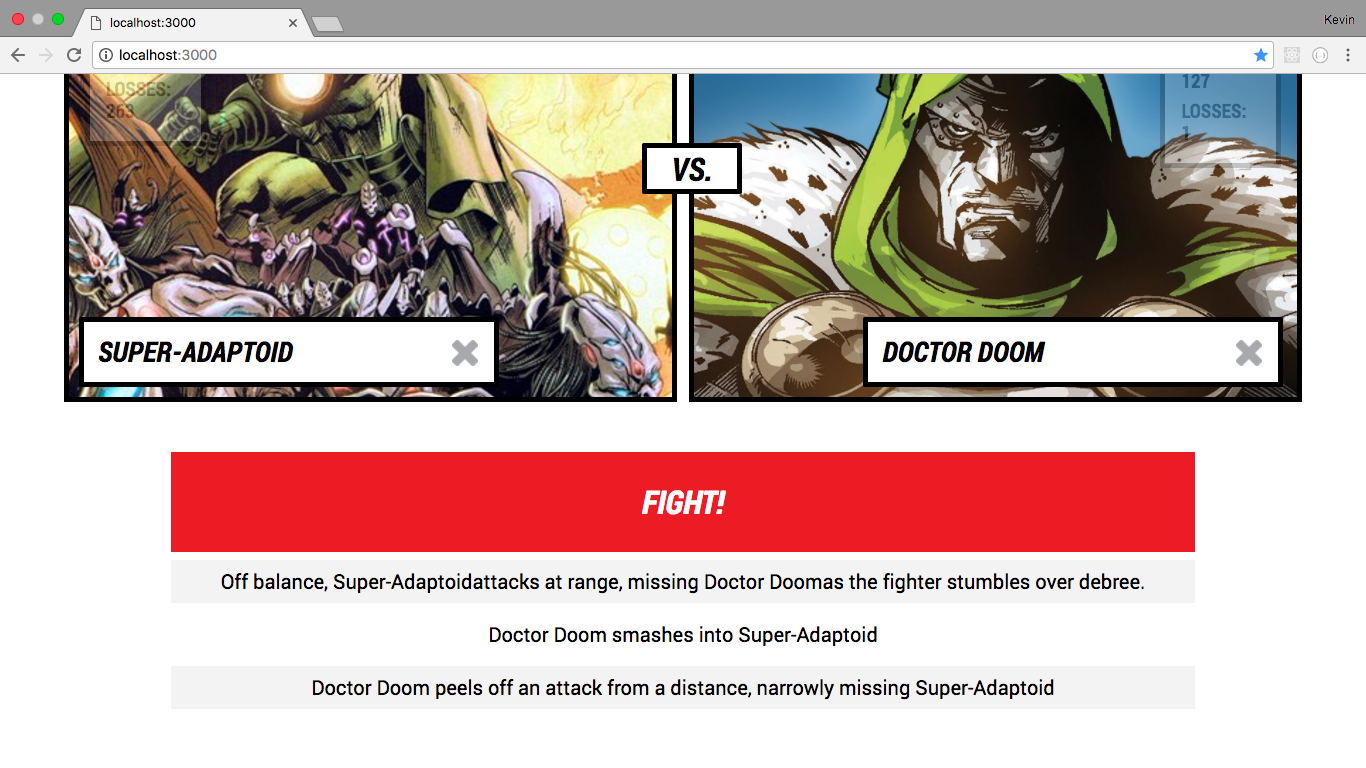 localhost:3000
Kevin
localhost:3000
LOSSES:
263
127
LOSSES:
1
VS.
SUPER-ADAPTOID
DOCTOR DOOM
FIGHT!
Off balance, Super-Adaptoidattacks at range, missing Doctor Doomas the fighter stumbles over debree.
Doctor Doom smashes into Super-Adaptoid
Doctor Doom peels off an attack from a distance, narrowly missing Super-Adaptoid